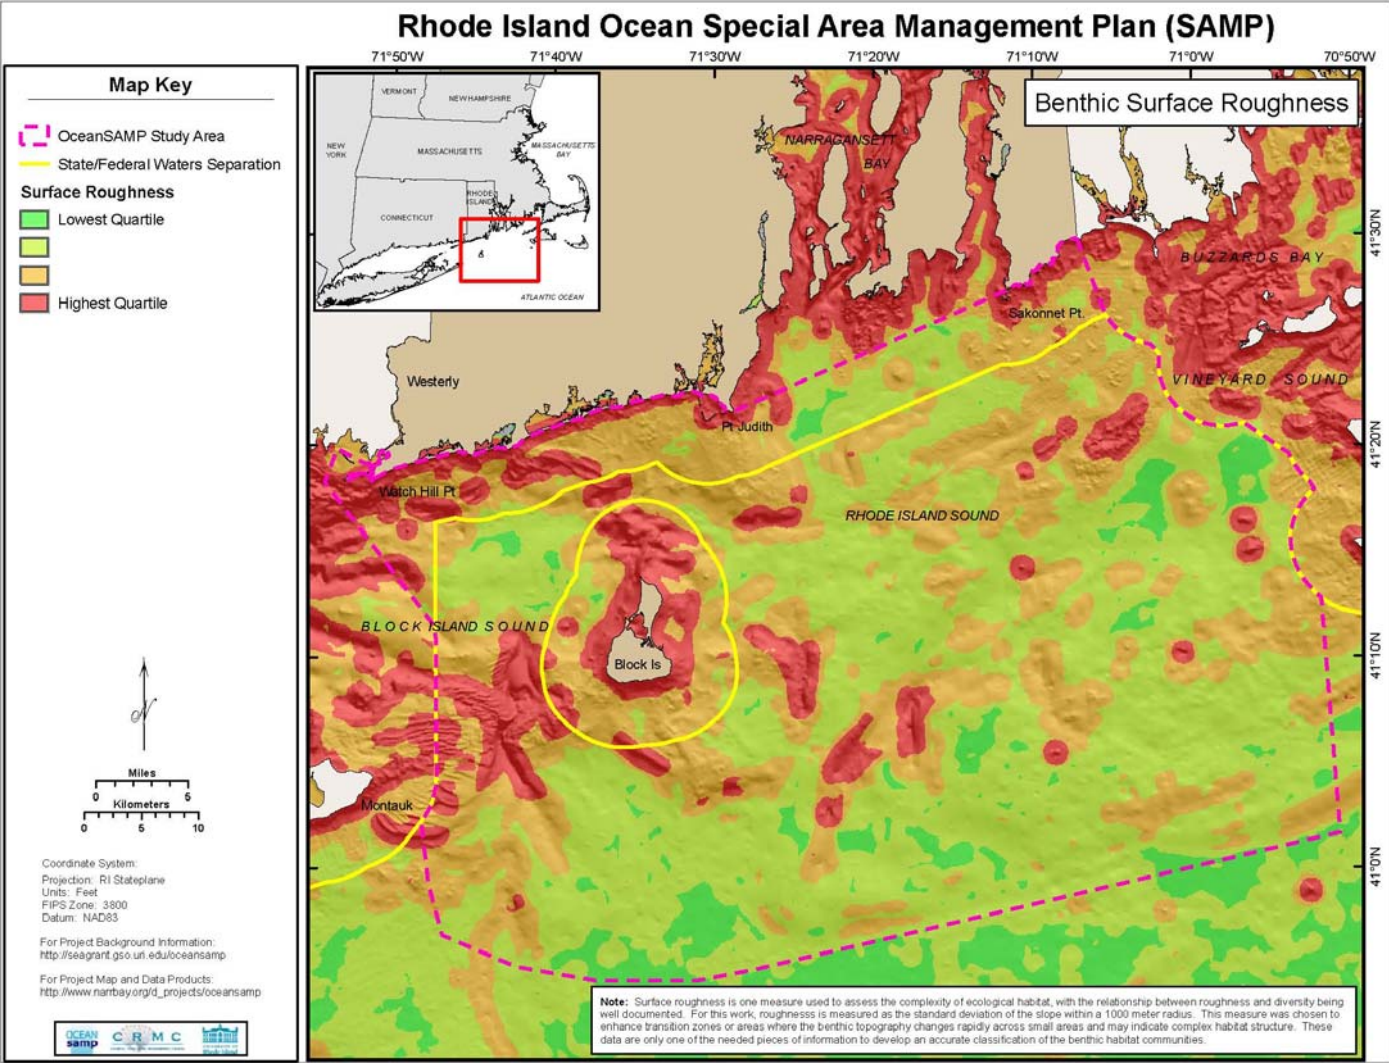 Rhode Island Ocean Special Area Management Plan (SAMP)
71°50'W 71°40'W 71°30'W 71°20'W 71°10'W 71°0'W 70°50'W
Map Key
OceanSAMP Study Area
State/Federal Waters Separation
Surface Roughness
Lowest Quartile
Highest Quartile
VERMONT
NEW HAMPSHIRE
NEW
YORK
MASSACHUSETTS
MASSACHUSETTS
BAY
RHODE
ISLAND
CONNECTICUT
ATLANTIC OCEAN
Benthic Surface Roughness
NARRAGANSETT
BAY
BUZZARDS BAY
41°30'N
Sakonnet Pt.
Westerly
VINEYARD SOUND
Pt Judith
41°20'N
Watch Hill Pt
RHODE ISLAND SOUND
BLOCK ISLAND SOUND
Block Is
41°10'N
Montauk
41°0'N
Miles
0 5
Kilometers
0 5 10
Coordinate System:
Projection: RI Stateplane
Units: Feet
FIPS Zone: 3800
Datum: NAD83
For Project Background Information:
http://seagrant.gso.uri.edu/oceansamp
For Project Map and Data Products:
http://www.narrbay.org/d_projects/oceansamp
OCEAN
samp
CRMC
Note: Surface roughness is one measure used to assess the complexity of ecological habitat, with the relationship between roughness and diversity being
well documented. For this work, roughnesss is measured as the standard deviation of the slope within a 1000 meter radius. This measure was chosen to
enhance transition zones or areas where the benthic topography changes rapidly across small areas and may indicate complex habitat structure. These
data are only one of the needed pieces of information to develop an accurate classification of the benthic habitat communities.